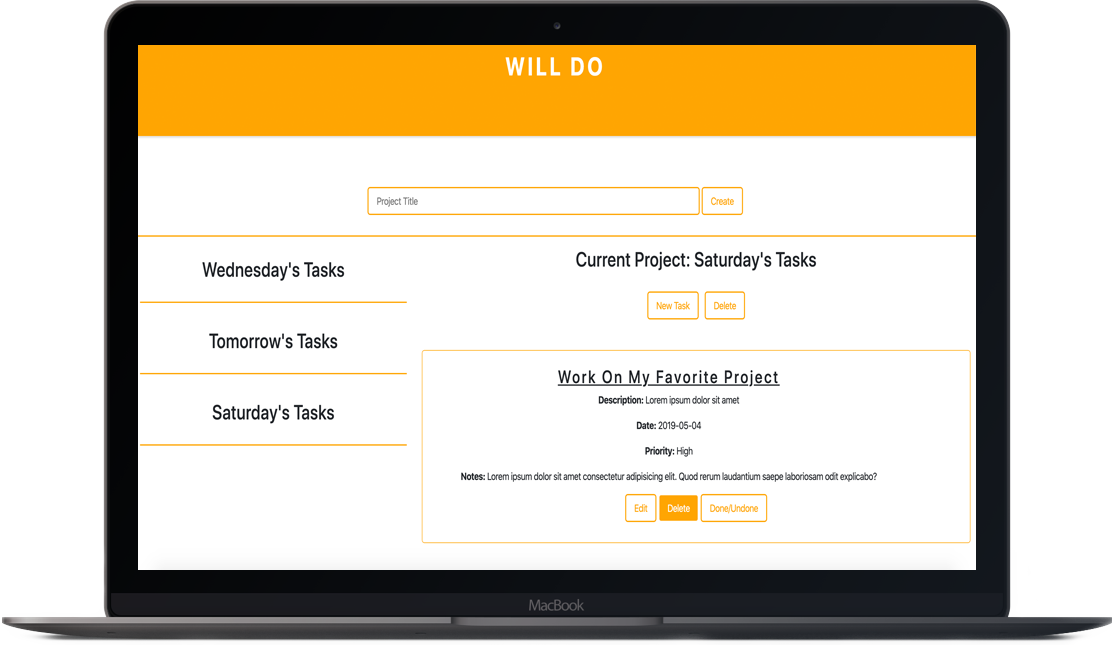 WILL DO
Project Title
Create
Wednesday's Tasks
Tomorrow's Tasks
Saturday's Tasks
Current Project: Saturday's Tasks
New Task Delete
Work On My Favorite Project
Description: Lorem ipsum dolor sit amet
Date: 2019-05-04
Priority: High
Notes: Lorem ipsum dolor sit amet consectetur adipisicing elit. Quod rerum laudantium saepe laboriosam odit explicabo?
Edit Delete Done/Undone
MacBook